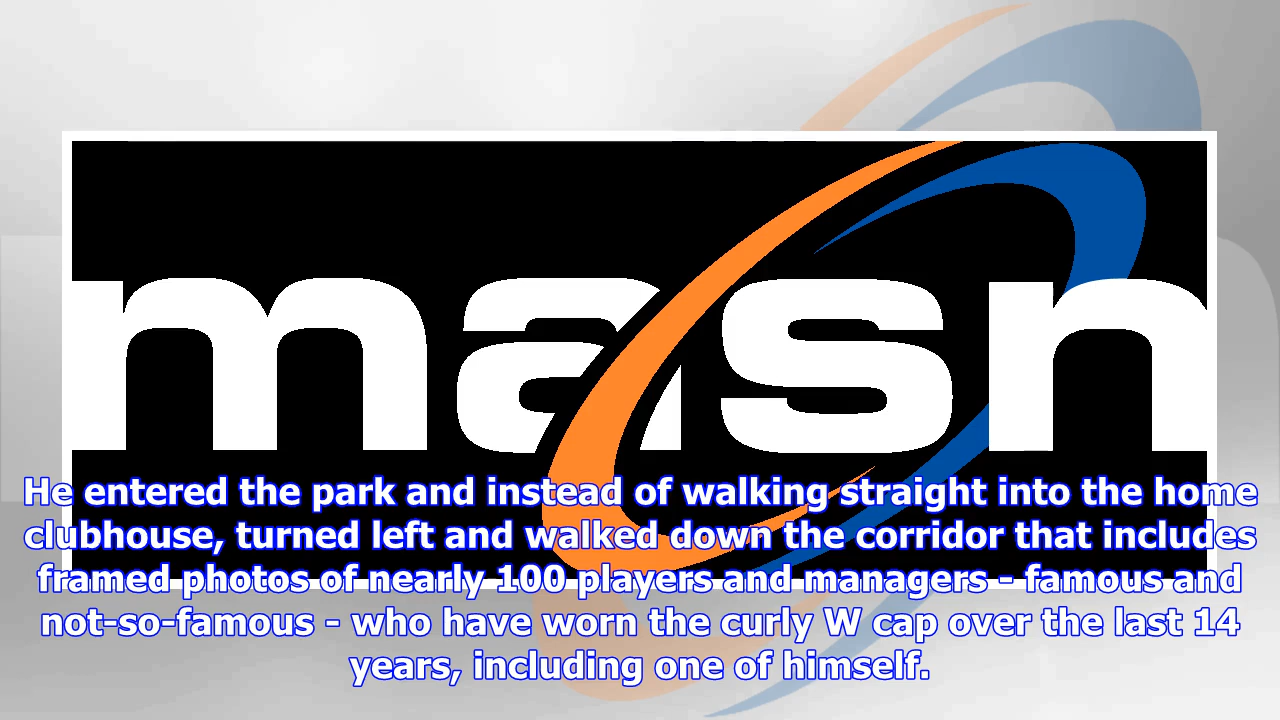 masn
He entered the park and instead of walking straight into the home
clubhouse, turned left and walked down the corridor that includes
framed photos of nearly 100 players and managers - famous and
not-so-famous - who have worn the curly W cap over the last 14
years, including one of himself.